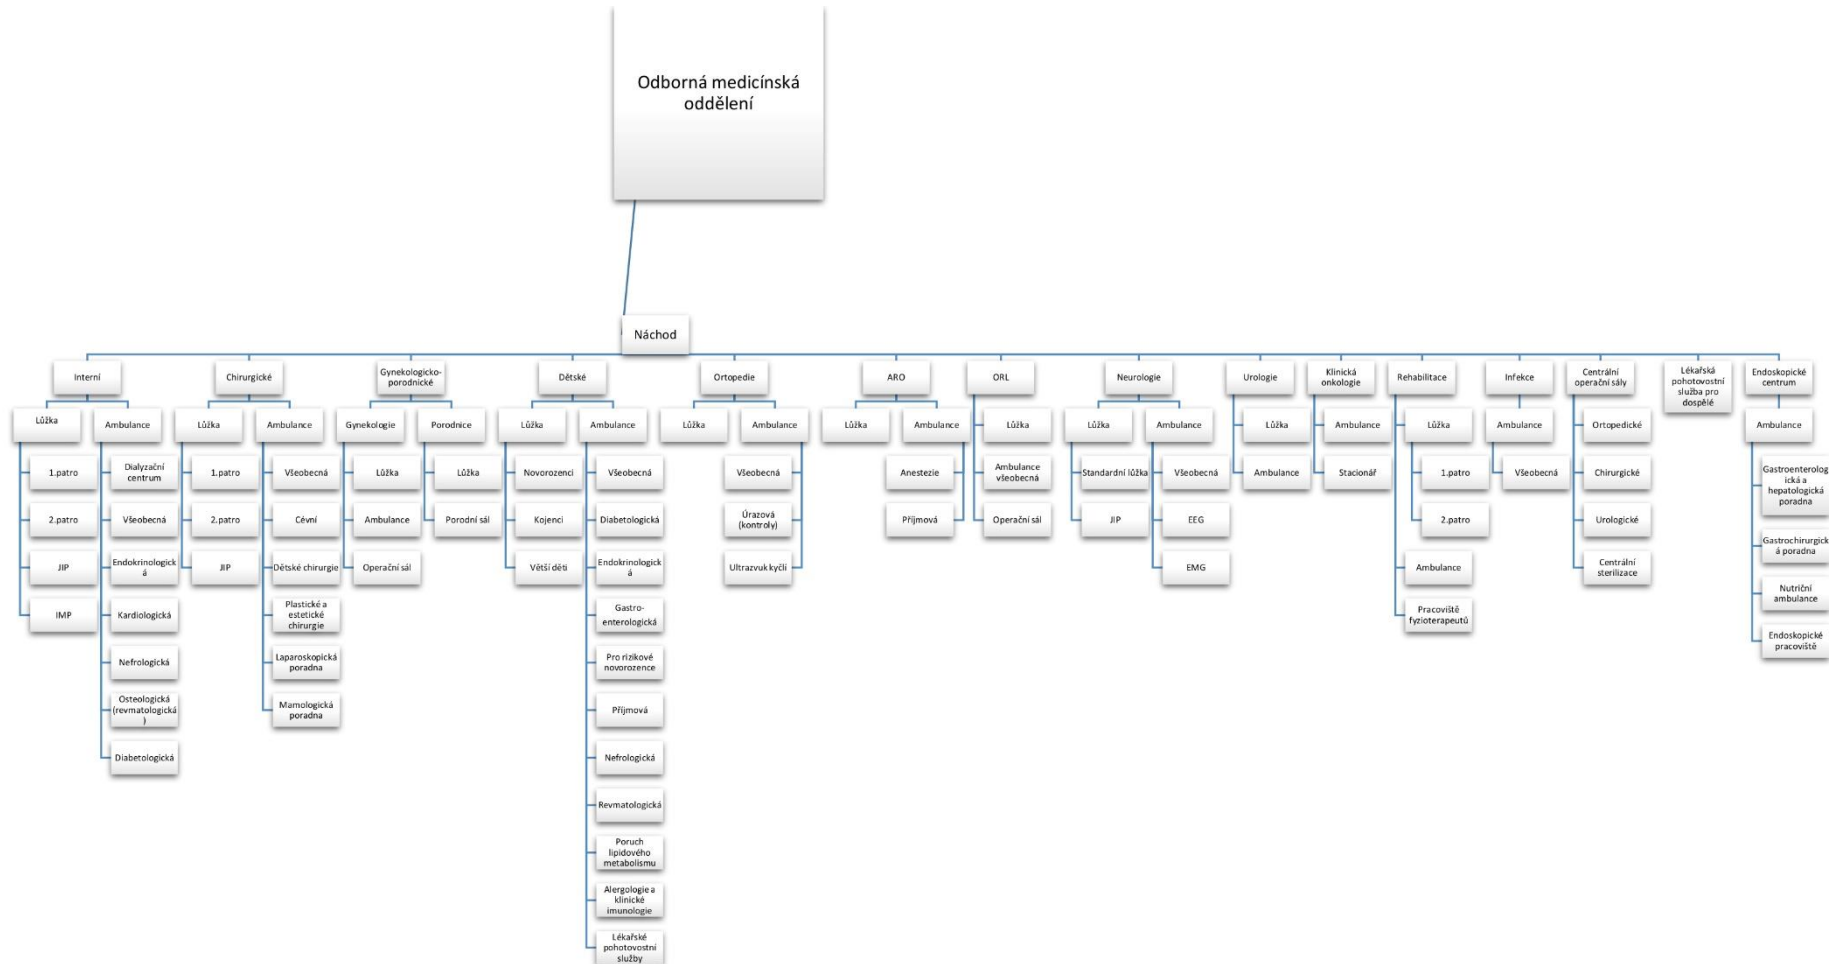 Odborná medicínská
oddělení
Náchod
Interní
Lůžka
1.patro
2.patro
JIP
IMP
Ambulance
Dialyzační
centrum
Všeobecná
Endokrinologick
á
Kardiologická
Nefrologická
Osteologická
(revmatologická
)
Diabetologická
Chirurgické
Lůžka
1.patro
2.patro
JIP
Ambulance
Všeobecná
Cévní
Dětské chirurgie
Plastické a
estetické
chirurgie
Laparoskopická
poradna
Mamologická
poradna
Gynekologicko-
porodnické
Gynekologie
Lůžka
Ambulance
Operační sál
Porodnice
Lůžka
Porodní sál
Dětské
Lůžka
Novorozenci
Kojenci
Větší děti
Ambulance
Všeobecná
Diabetologická
Endokrinologick
á
Gastro-
enterologická
Pro rizikové
novorozence
Příjmová
Nefrologická
Revmatologická
Poruch
lipidového
metabolismu
Alergologie a
klinické
imunologie
Lékařské
pohotovostní
služby
Ortopedie
Lůžka
Ambulance
Všeobecná
Úrazová
(kontroly)
Ultrazvuk kyčlí
ARO
Lůžka
Ambulance
Anestezie
Příjmová
ORL
Lůžka
Ambulance
všeobecná
Operační sál
Neurologie
Lůžka
Standardní lůžka
JIP
Ambulance
Všeobecná
EEG
EMG
Urologie
Lůžka
Ambulance
Klinická
onkologie
Ambulance
Stacionář
Rehabilitace
Lůžka
1.patro
2.patro
Ambulance
Pracoviště
fyzioterapeutů
Infekce
Ambulance
Všeobecná
Centrální
operační sály
Ortopedické
Chirurgické
Urologické
Centrální
sterilizace
Lékařská
pohotovostní
služba pro
dospělé
Endoskopické
centrum
Ambulance
Gastroenterolog
ická a
hepatologická
poradna
Gastrochirurgick
á poradna
Nutriční
ambulance
Endoskopické
pracoviště